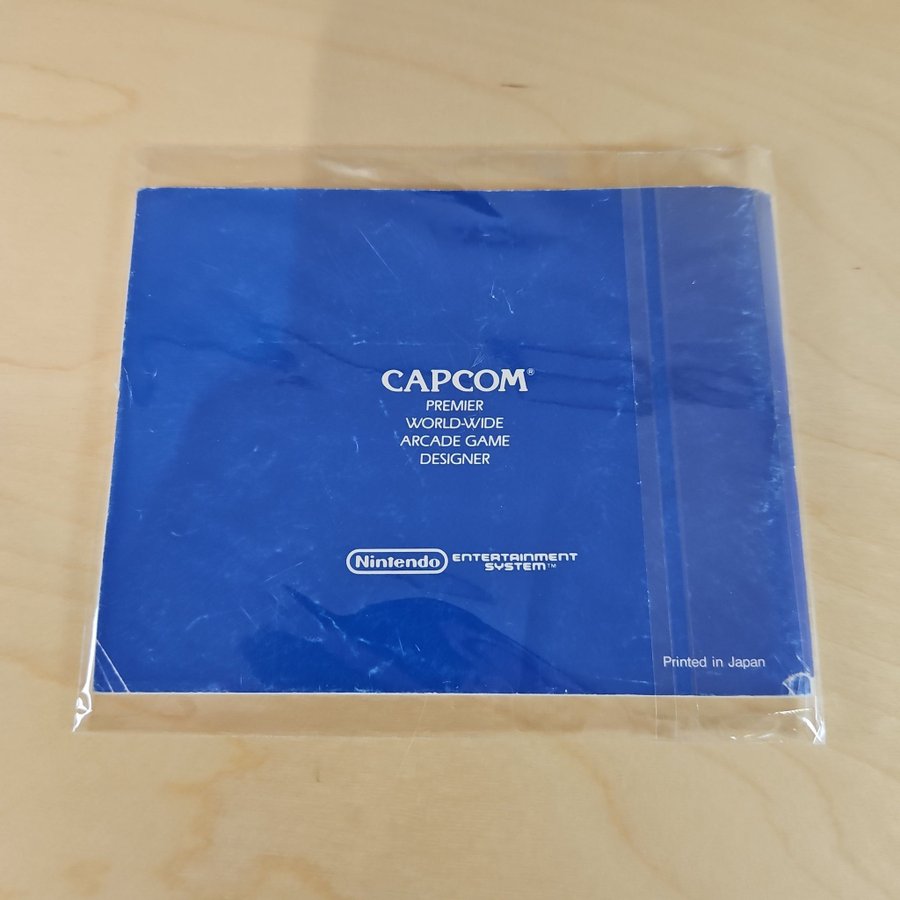 CAPCOM®
PREMIER
WORLD-WIDE
ARCADE GAME
DESIGNER
Nintendo ENTERTAINMENT
SYSTEM™
Printed in Japan